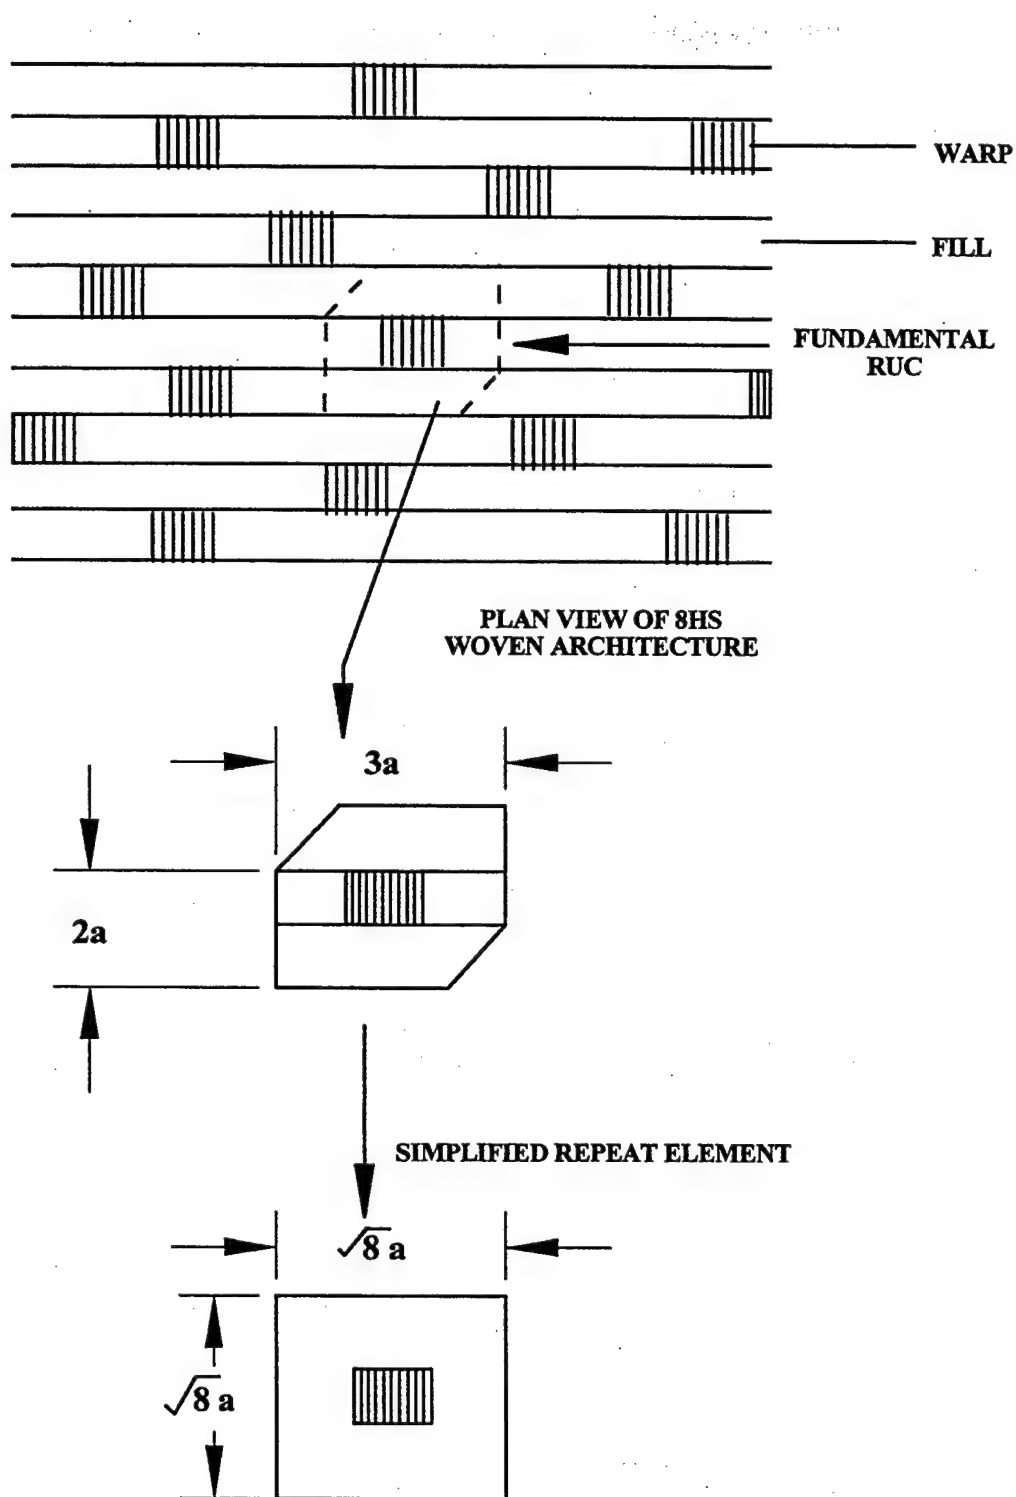 WARP
FILL
FUNDAMENTAL
RUC
PLAN VIEW OF 8HS
WOVEN ARCHITECTURE
3a
2a
SIMPLIFIED REPEAT ELEMENT
√8 a
√8 a